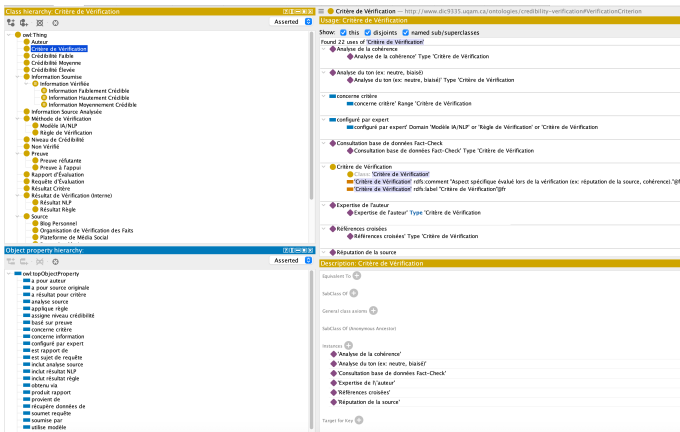 Class hierarchy: Critère de Vérification
Asserted
owl:Thing
Auteur
Critère de Vérification
Crédibilité Faible
Crédibilité Moyenne
Crédibilité Élevée
Information Soumise
Information Vérifiée
Information Faiblement Crédible
Information Hautement Crédible
Information Moyennement Crédible
Information Source Analysée
Méthode de Vérification
Modèle IA/NLP
Règle de Vérification
Niveau de Crédibilité
Non Vérifié
Preuve
Preuve réfutante
Preuve à l'appui
Rapport d'Évaluation
Requête d'Évaluation
Résultat Critère
Résultat de Vérification (Interne)
Résultat NLP
Résultat Règle
Source
Blog Personnel
Organisation de Vérification des Faits
Plateforme de Média Social
Object property hierarchy:
Asserted
owl:topObjectProperty
a pour auteur
a pour source originale
a résultat pour critère
analyse source
applique règle
assigne niveau crédibilité
basé sur preuve
concerne critère
concerne information
configuré par expert
est rapport de
est sujet de requête
inclut analyse source
inclut résultat NLP
inclut résultat règle
obtenu via
produit rapport
provient de
récupère données de
soumet requête
soumise par
utilise modèle
Critère de Vérification — http://www.dic9335.uqam.ca/ontologies/credibility-verification#VerificationCriterion
Usage: Critère de Vérification
Show: this disjoints named sub/superclasses
Found 22 uses of 'Critère de Vérification'
Analyse de la cohérence
'Analyse de la cohérence' Type 'Critère de Vérification
Analyse du ton (ex: neutre, biaisé)
'Analyse du ton (ex: neutre, biaisé)' Type 'Critère de Vérification
concerne critère
concerne critère' Range 'Critère de Vérification
configuré par expert
configuré par expert' Domain 'Modèle IA/NLP' or 'Règle de Vérification' or 'Critère de Vérification
Consultation base de données Fact-Check
'Consultation base de données Fact-Check' Type 'Critère de Vérification
Critère de Vérification
Class: 'Critère de Vérification'
'Critère de Vérification' rdfs:comment "Aspect spécifique évalué lors de la vérification (ex: réputation de la source, cohérence)."@f
'Critère de Vérification' rdfs:label "Critère de Vérification"@fr
Expertise de l'auteur
'Expertise de l'auteur' Type 'Critère de Vérification
Références croisées
'Références croisées' Type 'Critère de Vérification
Réputation de la source
Description: Critère de Vérification
Equivalent To
SubClass Of
General class axioms
SubClass Of (Anonymous Ancestor)
Instances
'Analyse de la cohérence'
'Analyse du ton (ex: neutre, biaisé)'
'Consultation base de données Fact-Check'
'Expertise de l\'auteur'
'Références croisées'
'Réputation de la source'
Target for Key